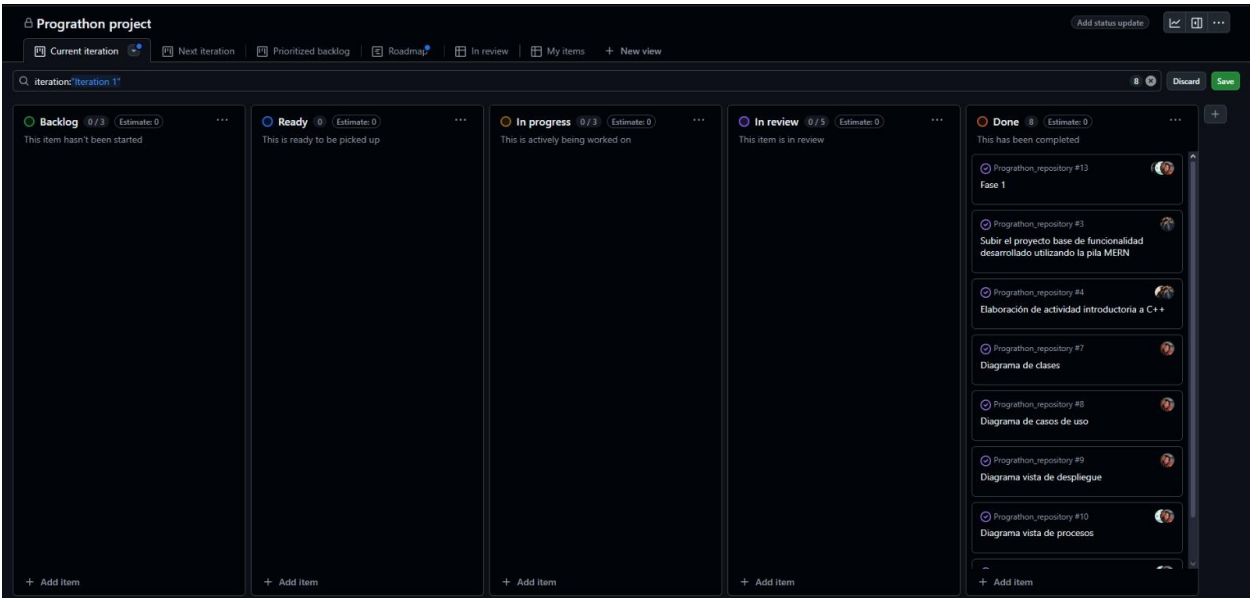 Prograthon project
Add status update
Current iteration
Next iteration
Prioritized backlog
Roadmap
In review
My items
+ New view
iteration:"Iteration 1"
8
Discard
Save
Backlog 0 / 3 Estimate: 0
This item hasn't been started
+ Add item
Ready 0 Estimate: 0
This is ready to be picked up
+ Add item
In progress 0 / 3 Estimate: 0
This is actively being worked on
+ Add item
In review 0 / 5 Estimate: 0
This item is in review
+ Add item
Done 8 Estimate: 0
This has been completed
Prograthon_repository #13
Fase 1
Prograthon_repository #3
Subir el proyecto base de funcionalidad
desarrollado utilizando la pila MERN
Prograthon_repository #4
Elaboración de actividad introductoria a C++
Prograthon_repository #7
Diagrama de clases
Prograthon_repository #8
Diagrama de casos de uso
Prograthon_repository #9
Diagrama vista de despliegue
Prograthon_repository #10
Diagrama vista de procesos
+ Add item